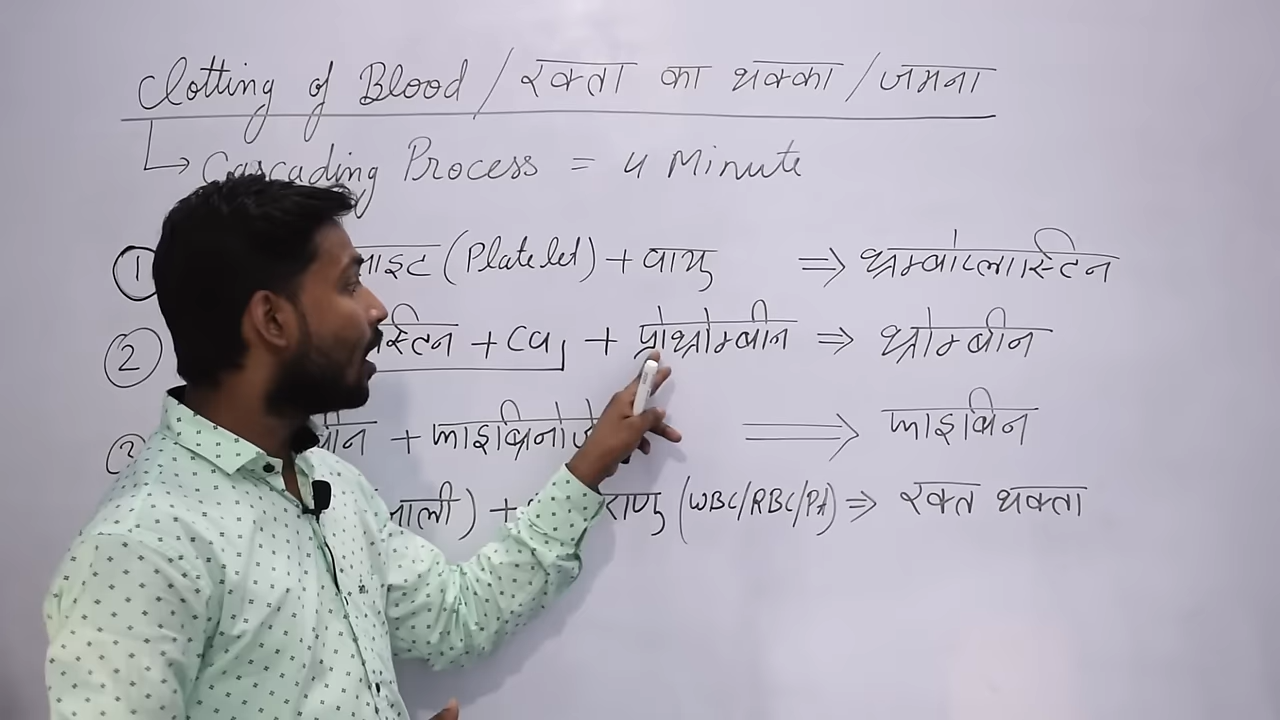 Clotting of Blood / रक्ता का थक्का / जमना
↳ Cascading Process = 4 Minute
① लाइट (Platelet) + वायु ⇒ थ्रम्बोप्लास्टिन
② स्टिन + Ca + प्रोथ्रोम्बीन ⇒ थ्रोम्बीन
③ बीन + फाइब्रिनोजे ⇒ फाइब्रिन
जाली) + राणु (WBC/RBC/Pt) ⇒ रक्त थक्ता